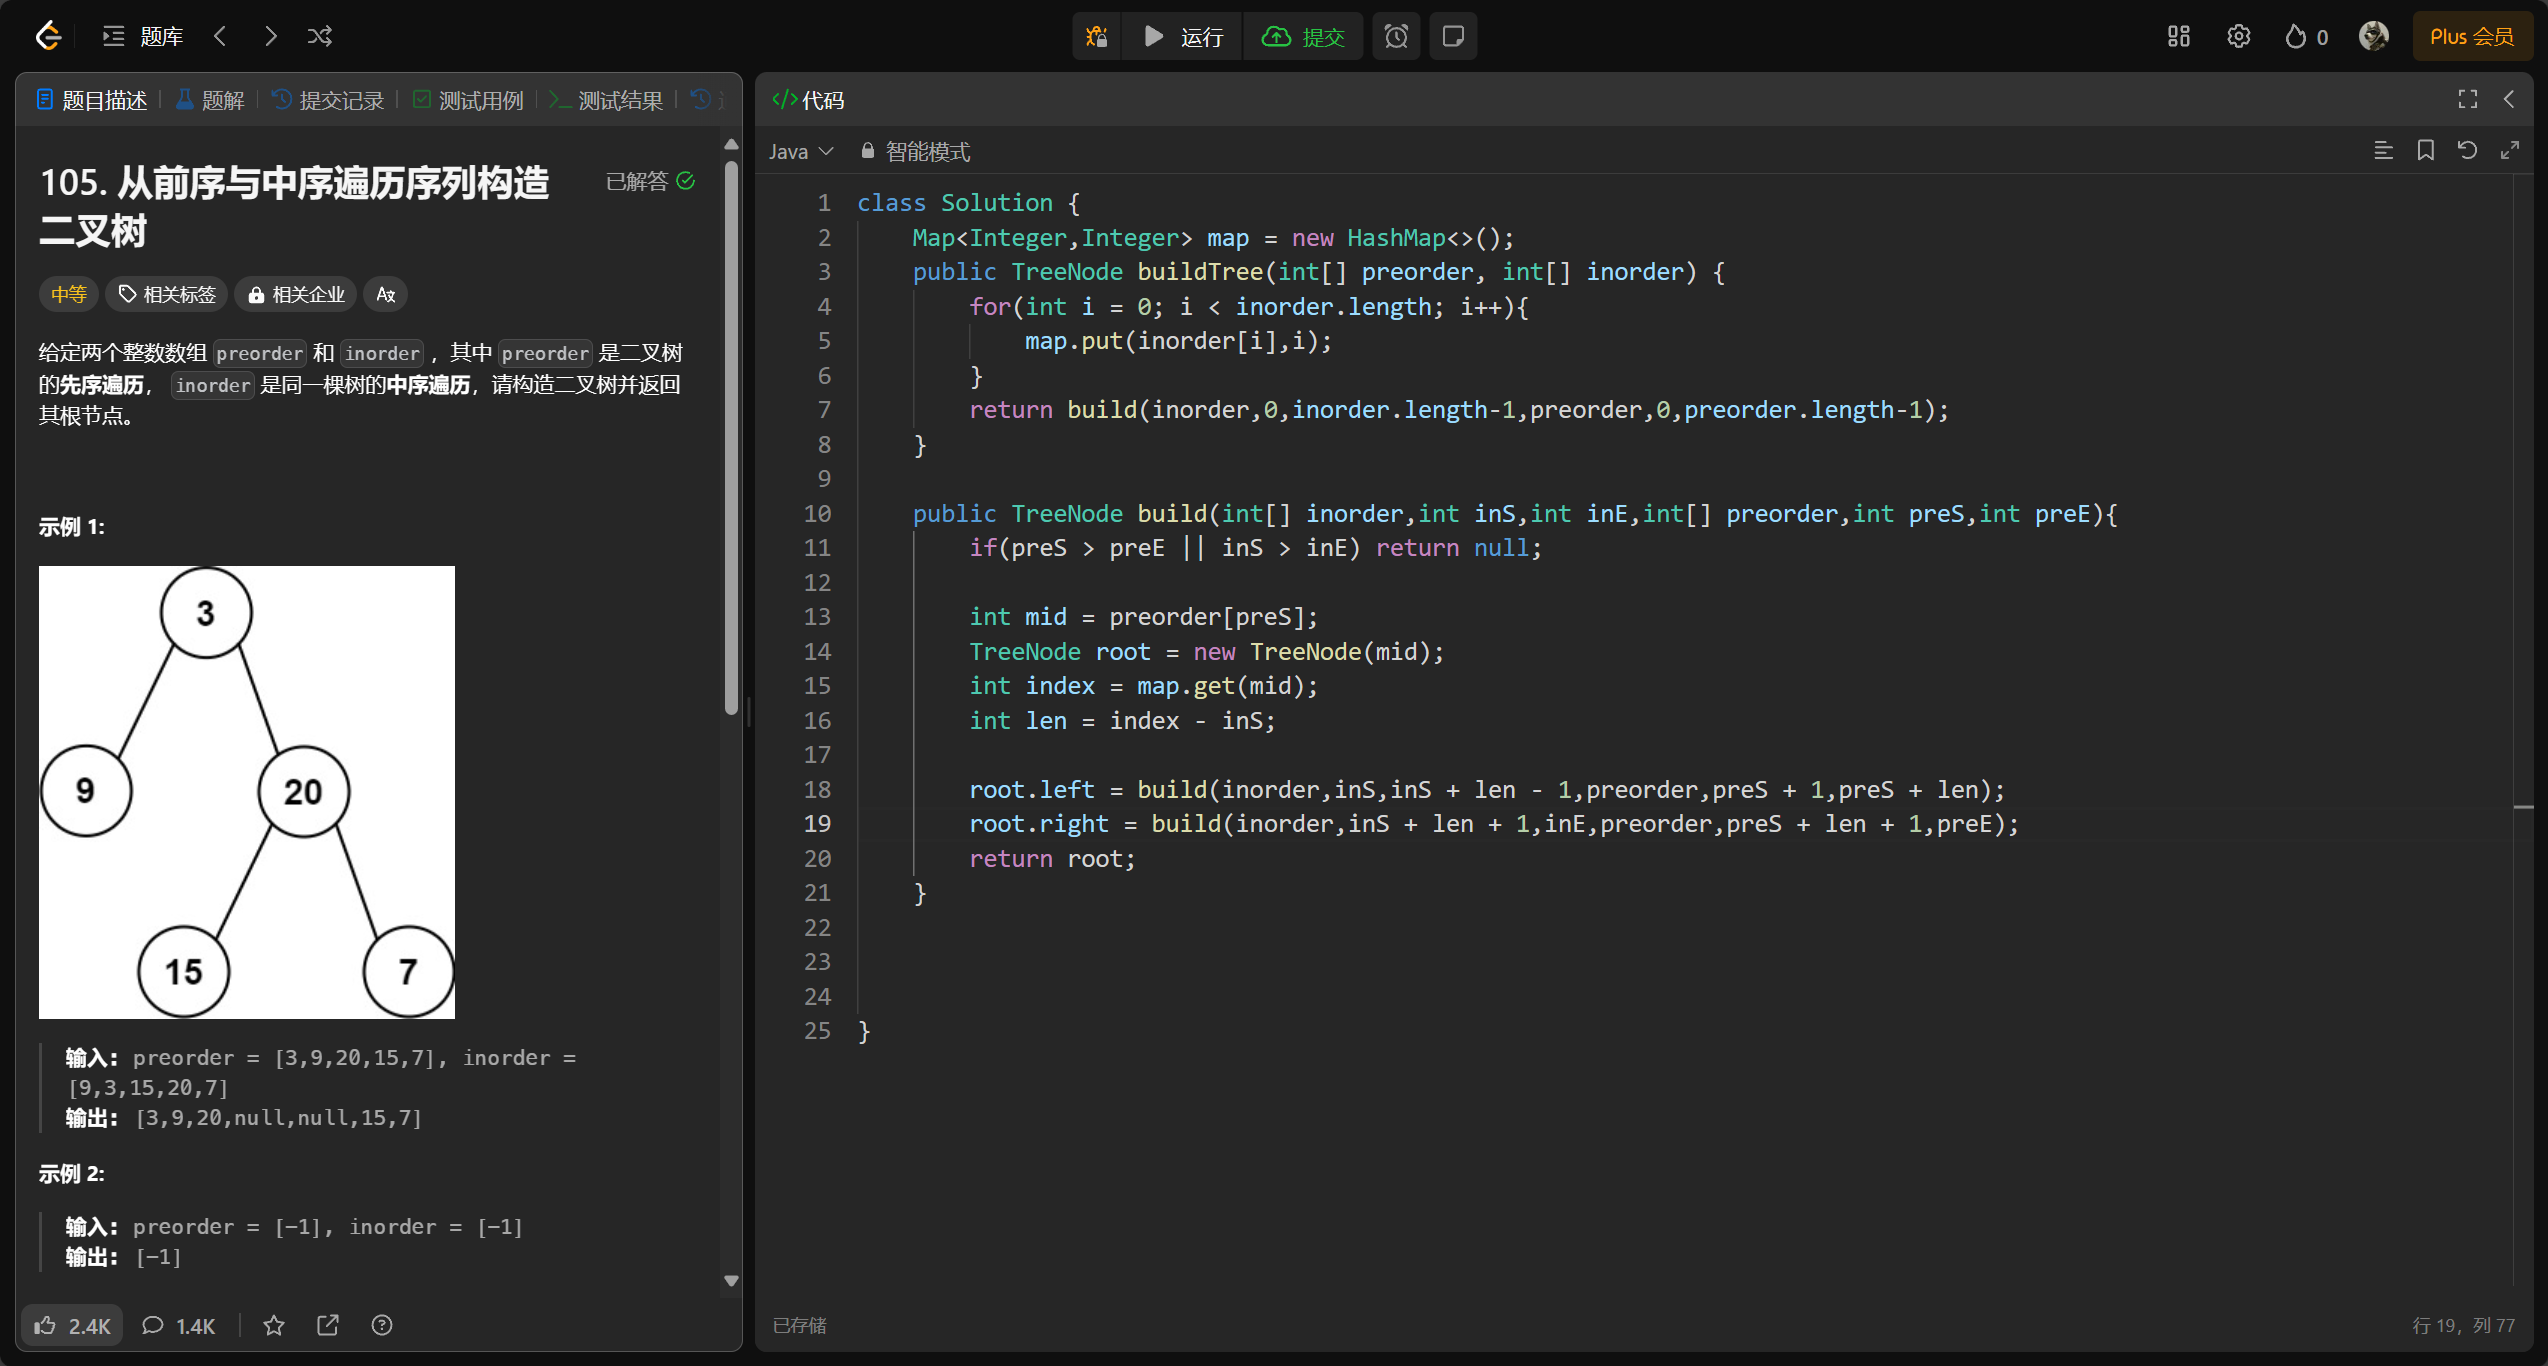 题库
运行
提交
0
Plus 会员
题目描述
题解
提交记录
测试用例
测试结果
105. 从前序与中序遍历序列构造
二叉树
已解答
中等
相关标签
相关企业
给定两个整数数组 preorder 和 inorder ，其中 preorder 是二叉树
的先序遍历， inorder 是同一棵树的中序遍历，请构造二叉树并返回
其根节点。
示例 1:
3
9
20
15
7
输入: preorder = [3,9,20,15,7], inorder =
[9,3,15,20,7]
输出: [3,9,20,null,null,15,7]
示例 2:
输入: preorder = [-1], inorder = [-1]
输出: [-1]
2.4K
1.4K
</>代码
Java
智能模式
1 class Solution {
2     Map<Integer,Integer> map = new HashMap<>();
3     public TreeNode buildTree(int[] preorder, int[] inorder) {
4         for(int i = 0; i < inorder.length; i++){
5             map.put(inorder[i],i);
6         }
7         return build(inorder,0,inorder.length-1,preorder,0,preorder.length-1);
8     }
9
10     public TreeNode build(int[] inorder,int inS,int inE,int[] preorder,int preS,int preE){
11         if(preS > preE || inS > inE) return null;
12
13         int mid = preorder[preS];
14         TreeNode root = new TreeNode(mid);
15         int index = map.get(mid);
16         int len = index - inS;
17
18         root.left = build(inorder,inS,inS + len - 1,preorder,preS + 1,preS + len);
19         root.right = build(inorder,inS + len + 1,inE,preorder,preS + len + 1,preE);
20         return root;
21     }
22
23
24
25 }
已存储
行 19，列 77